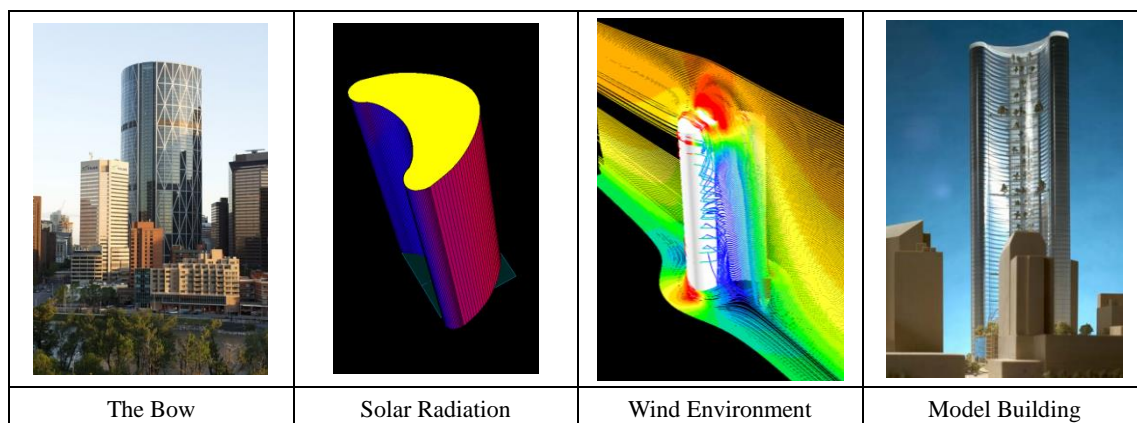 The Bow
Solar Radiation
Wind Environment
Model Building